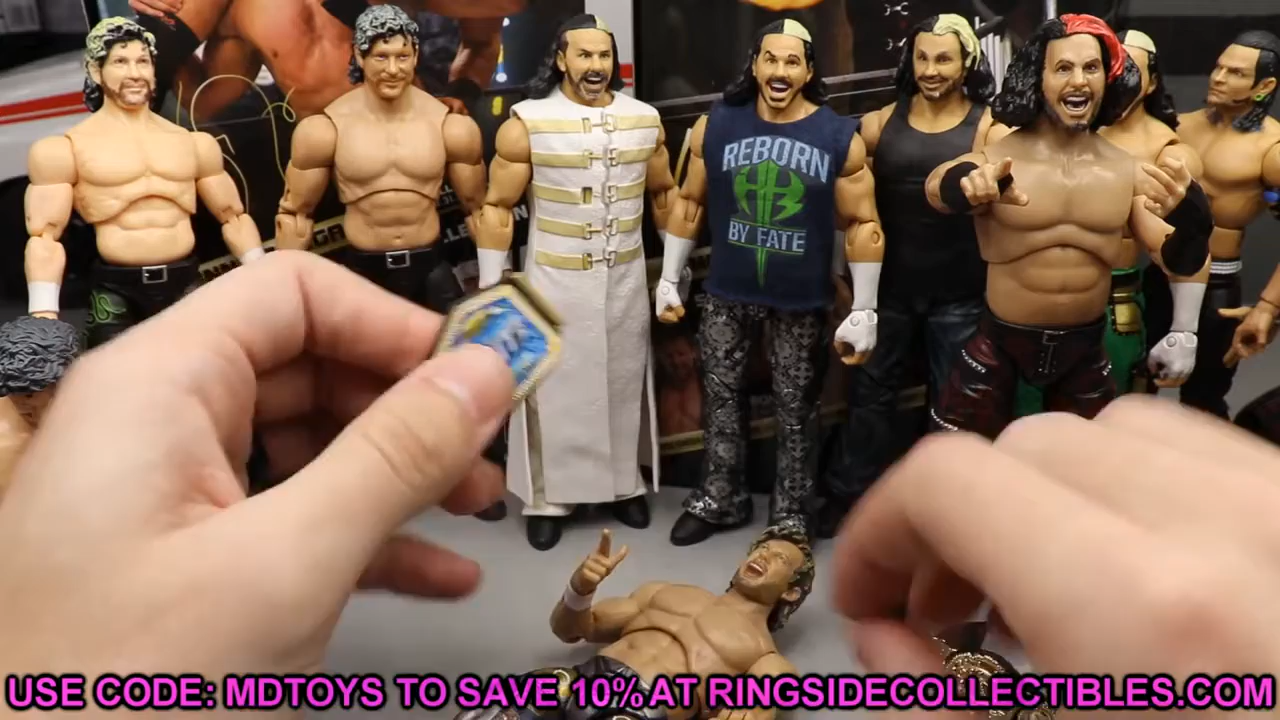 REBORN
BY FATE
USE CODE: MDTOYS TO SAVE 10% AT RINGSIDECOLLECTIBLES.COM